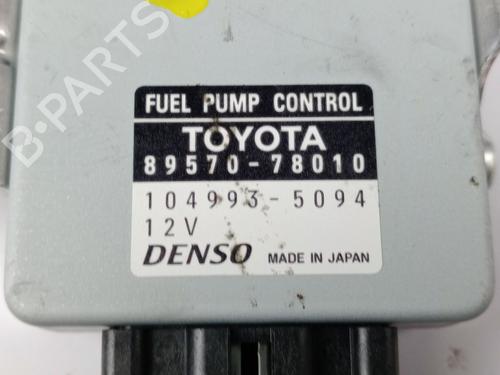 B-PARTS
FUEL PUMP CONTROL
TOYOTA
89570-78010
104993-5094
12V
DENSO MADE IN JAPAN